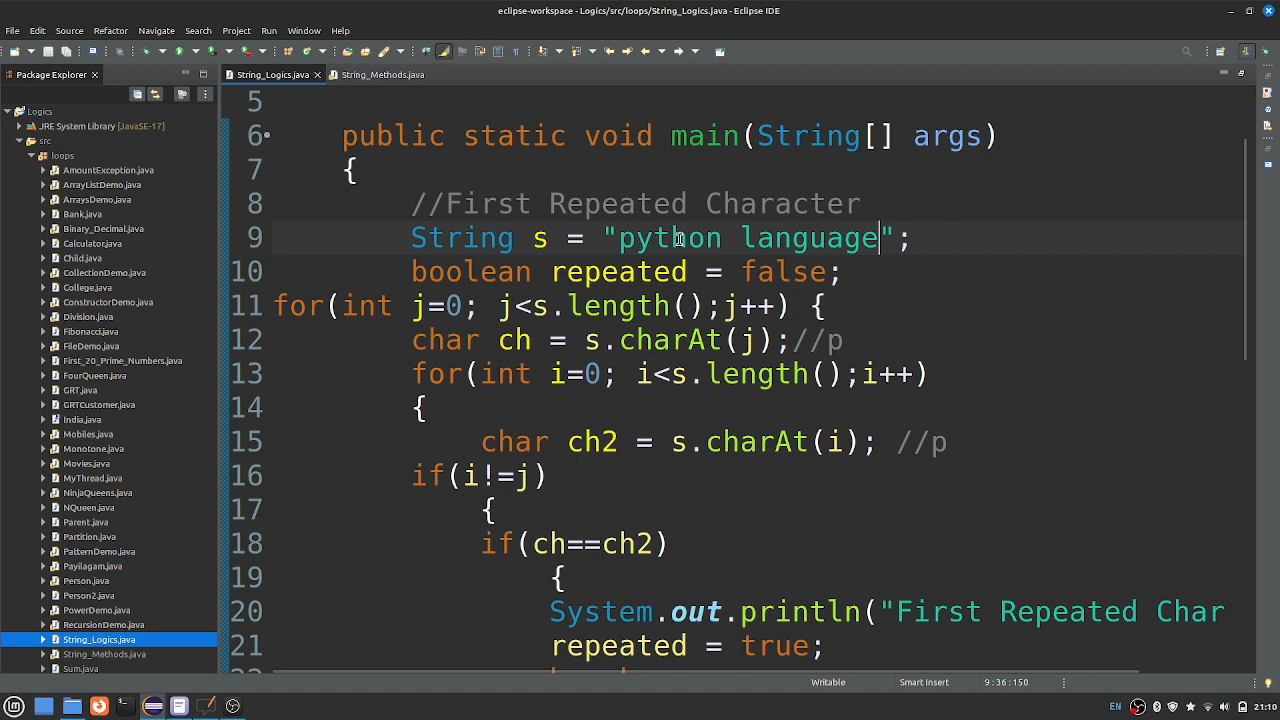 eclipse-workspace - Logics/src/loops/String_Logics.java - Eclipse IDE
File Edit Source Refactor Navigate Search Project Run Window Help
Package Explorer
String_Logics.java
String_Methods.java
Logics
JRE System Library [JavaSE-17]
src
loops
AmountException.java
ArrayListDemo.java
ArraysDemo.java
Bank.java
Binary_Decimal.java
Calculator.java
Child.java
CollectionDemo.java
College.java
ConstructorDemo.java
Division.java
Fibonacci.java
FileDemo.java
First_20_Prime_Numbers.java
FourQueen.java
GRT.java
GRTCustomer.java
India.java
Mobiles.java
Monotone.java
Movies.java
MyThread.java
NinjaQueens.java
NQueen.java
Parent.java
Partition.java
PatternDemo.java
Payilagam.java
Person.java
Person2.java
PowerDemo.java
RecursionDemo.java
String_Logics.java
String_Methods.java
Sum.java
5
6 public static void main(String[] args)
7 {
8 //First Repeated Character
9 String s = "python language";
10 boolean repeated = false;
11 for(int j=0; j<s.length();j++) {
12 char ch = s.charAt(j);//p
13 for(int i=0; i<s.length();i++)
14 {
15 char ch2 = s.charAt(i); //p
16 if(i!=j)
17 {
18 if(ch==ch2)
19 {
20 System.out.println("First Repeated Char
21 repeated = true;
Writable Smart Insert 9:36:150
EN 21:10